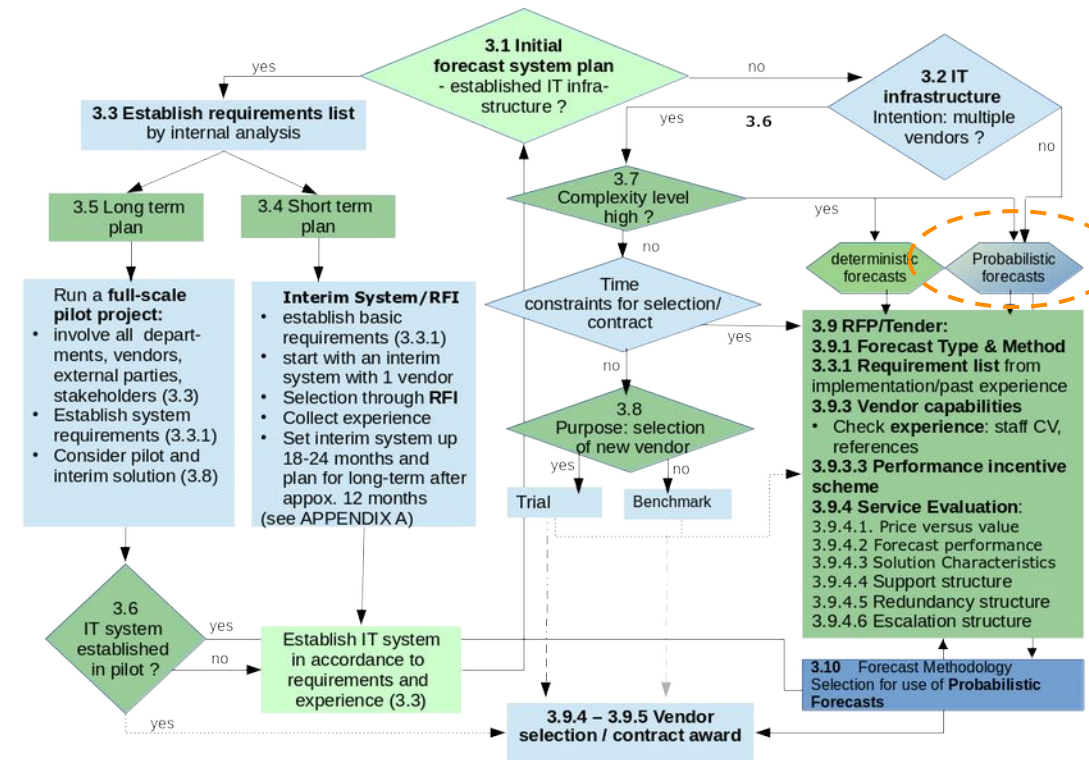 3.1 Initial
forecast system plan
- established IT infra-
structure ?
yes
no
3.2 IT
infrastructure
Intention: multiple
vendors ?
3.3 Establish requirements list
by internal analysis
yes
3.6
no
3.7
Complexity level
high ?
yes
no
3.5 Long term
plan
3.4 Short term
plan
deterministic
forecasts
Probabilistic
forecasts
Run a full-scale
pilot project:
• involve all depart-
ments, vendors,
external parties,
stakeholders (3.3)
• Establish system
requirements (3.3.1)
• Consider pilot and
interim solution (3.8)
Interim System/RFI
• establish basic
requirements (3.3.1)
• start with an interim
system with 1 vendor
• Selection through RFI
• Collect experience
• Set interim system up
18-24 months and
plan for long-term after
appox. 12 months
(see APPENDIX A)
Time
constraints for selection/
contract
yes
no
3.8
Purpose: selection
of new vendor
yes
no
Trial
Benchmark
3.9 RFP/Tender:
3.9.1 Forecast Type & Method
3.3.1 Requirement list from
implementation/past experience
3.9.3 Vendor capabilities
• Check experience: staff CV,
references
3.9.3.3 Performance incentive
scheme
3.9.4 Service Evaluation:
3.9.4.1. Price versus value
3.9.4.2 Forecast performance
3.9.4.3 Solution Characteristics
3.9.4.4 Support structure
3.9.4.5 Redundancy structure
3.9.4.6 Escalation structure
3.6
IT system
established
in pilot ?
yes
no
yes
Establish IT system
in accordance to
requirements and
experience (3.3)
3.10 Forecast Methodology
Selection for use of Probabilistic
Forecasts
3.9.4 – 3.9.5 Vendor
selection / contract award